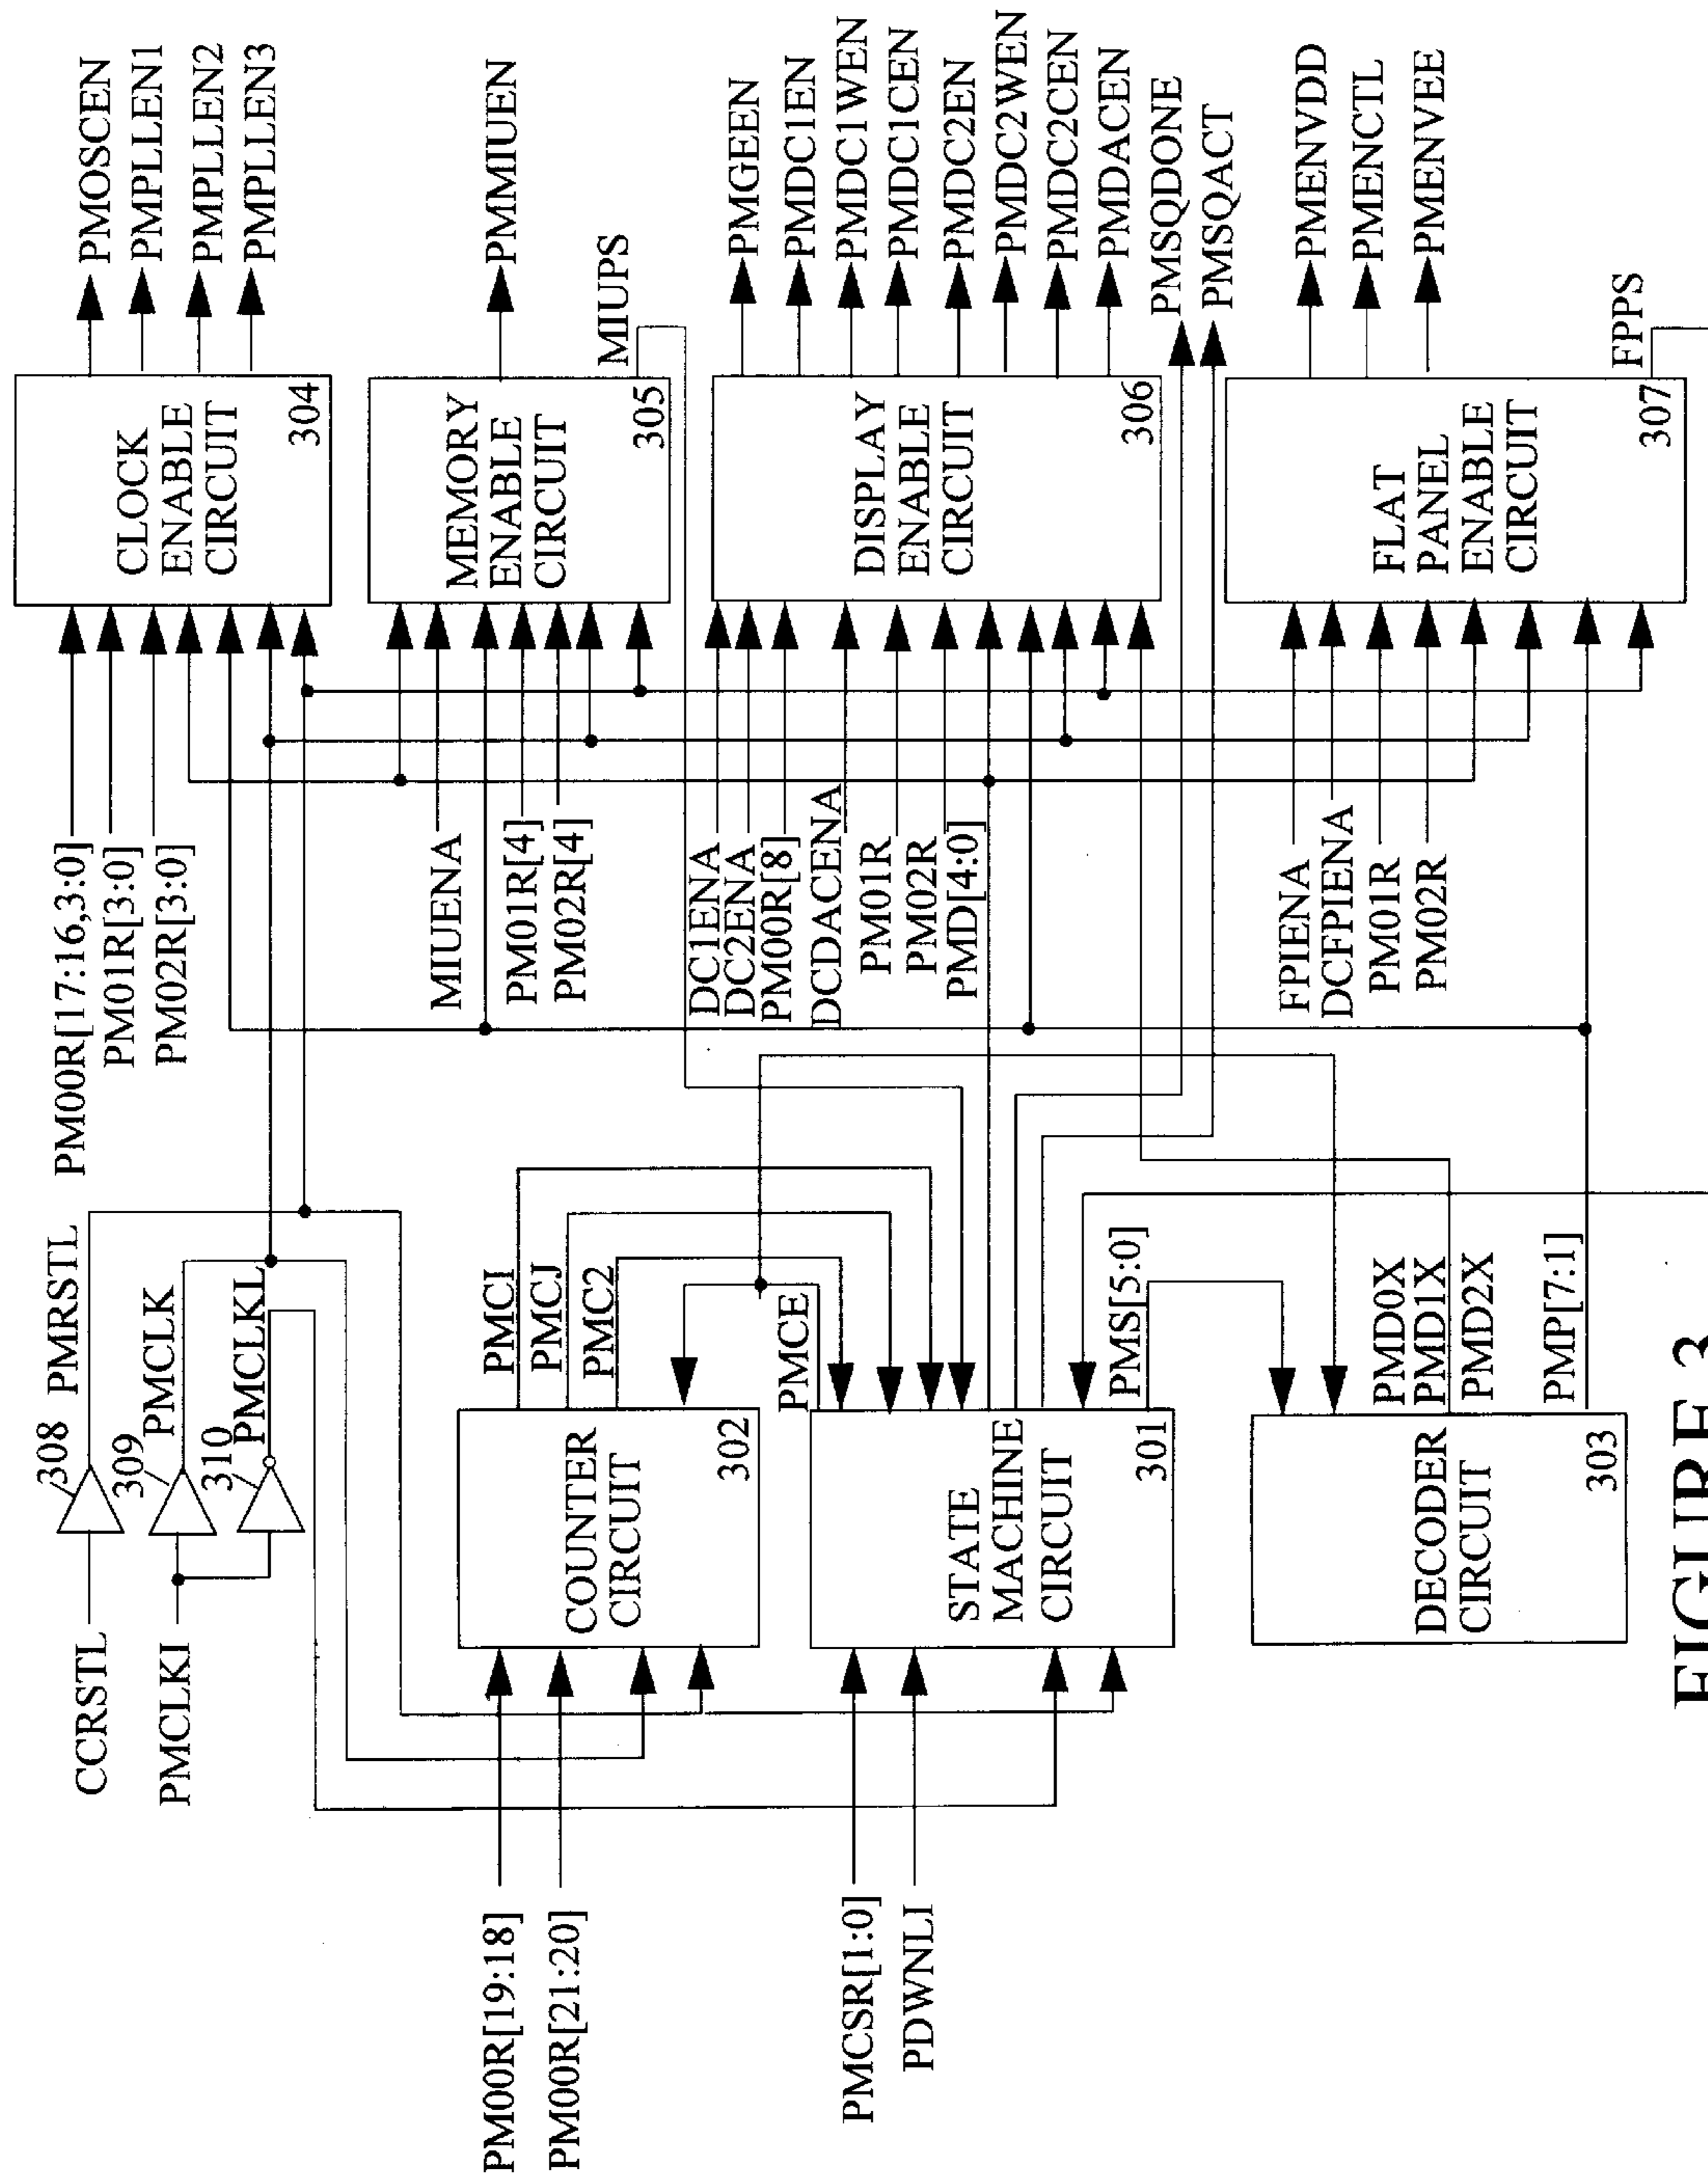 CCRSTL
PMCLKI
308
PMRSTL
309
PMCLK
310
PMCLKL
PM00R[19:18]
PM00R[21:20]
COUNTER
CIRCUIT
302
PMCI
PMCJ
PMC2
PMCSR[1:0]
PDWNLI
STATE
MACHINE
CIRCUIT
301
PMCE
PMS[5:0]
DECODER
CIRCUIT
303
PMD0X
PMD1X
PMD2X
PMP[7:1]
PM00R[17:16,3:0]
PM01R[3:0]
PM02R[3:0]
CLOCK
ENABLE
CIRCUIT
304
PMOSCEN
PMPLLEN1
PMPLLEN2
PMPLLEN3
MIUENA
PM01R[4]
PM02R[4]
MEMORY
ENABLE
CIRCUIT
305
PMMIUEN
MIUPS
DC1ENA
DC2ENA
PM00R[8]
DCDACENA
PM01R
PM02R
PMD[4:0]
DISPLAY
ENABLE
CIRCUIT
306
PMGEEN
PMDC1EN
PMDC1WEN
PMDC1CEN
PMDC2EN
PMDC2WEN
PMDC2CEN
PMDACEN
PMSQDONE
PMSQACT
FPIENA
DCFPIENA
PM01R
PM02R
FLAT
PANEL
ENABLE
CIRCUIT
307
PMENVDD
PMENCTL
PMENVEE
FPPS
FIGURE 3